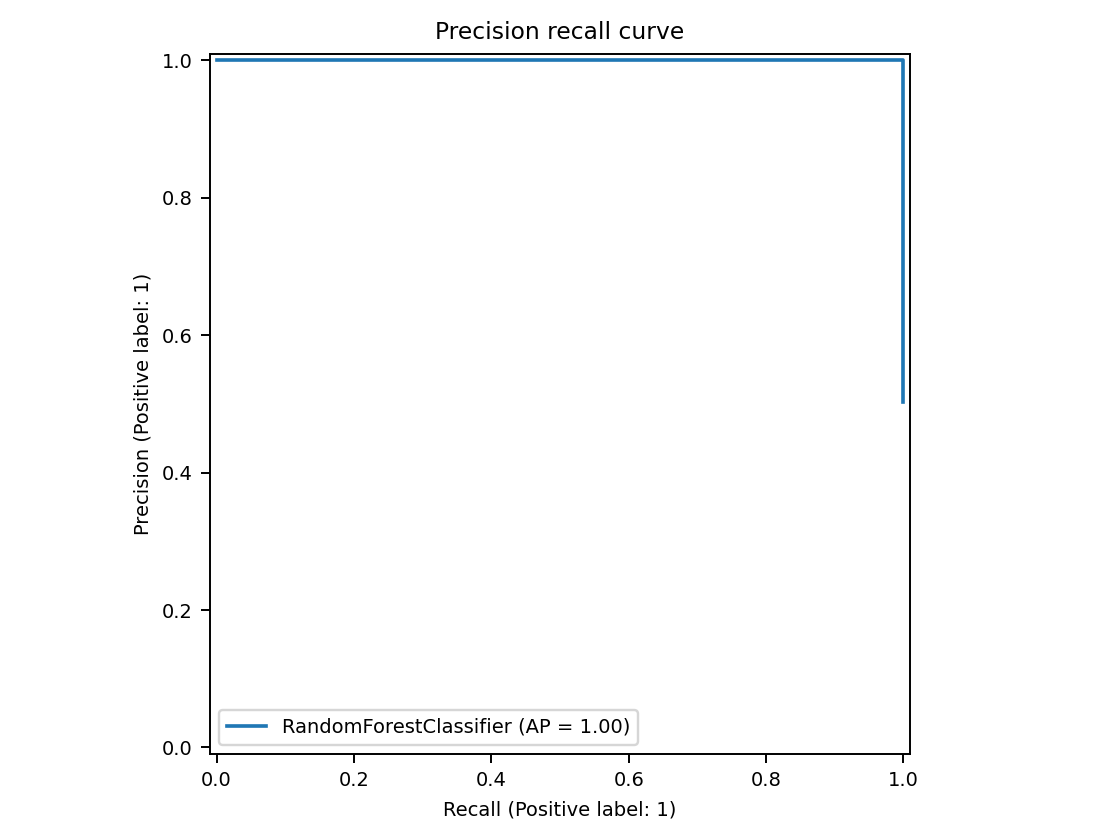 Precision recall curve
1.0
0.8
0.6
0.4
0.2
0.0
Precision (Positive label: 1)
RandomForestClassifier (AP = 1.00)
0.0 0.2 0.4 0.6 0.8 1.0
Recall (Positive label: 1)